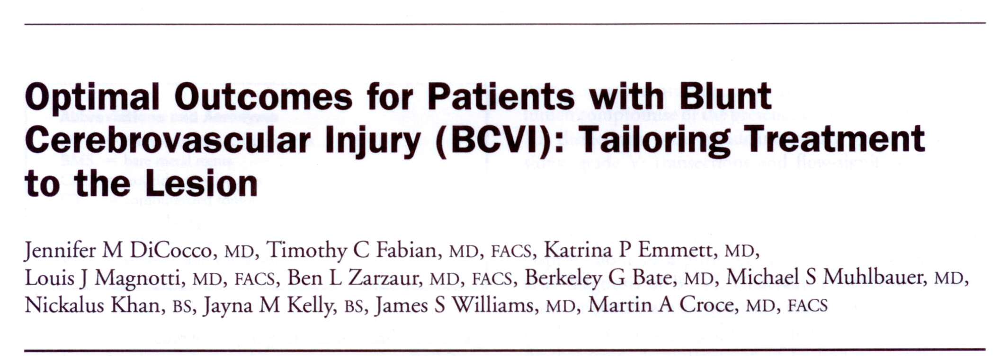 Optimal Outcomes for Patients with Blunt
Cerebrovascular Injury (BCVI): Tailoring Treatment
to the Lesion
Jennifer M DiCocco, MD, Timothy C Fabian, MD, FACS, Katrina P Emmett, MD,
Louis J Magnotti, MD, FACS, Ben L Zarzaur, MD, FACS, Berkeley G Bate, MD, Michael S Muhlbauer, MD,
Nickalus Khan, BS, Jayna M Kelly, BS, James S Williams, MD, Martin A Croce, MD, FACS